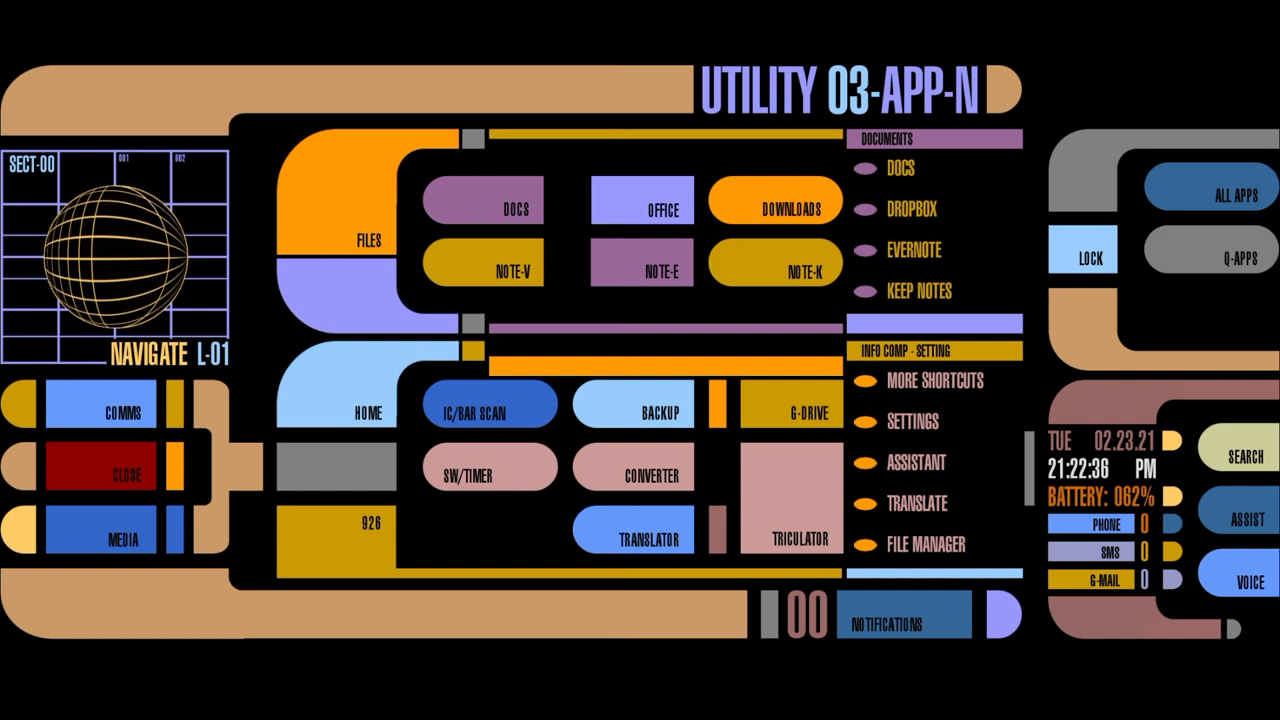 UTILITY 03-APP-N
SECT-00
001
002
NAVIGATE L-01
COMMS
CLOSE
MEDIA
FILES
HOME
926
DOCS
OFFICE
DOWNLOADS
NOTE-V
NOTE-E
NOTE-K
IC/BAR SCAN
BACKUP
G-DRIVE
SW/TIMER
CONVERTER
TRANSLATOR
TRICULATOR
DOCUMENTS
DOCS
DROPBOX
EVERNOTE
KEEP NOTES
INFO COMP - SETTING
MORE SHORTCUTS
SETTINGS
ASSISTANT
TRANSLATE
FILE MANAGER
00
NOTIFICATIONS
ALL APPS
LOCK
Q-APPS
TUE 02.23.21
21:22:36 PM
BATTERY: 062%
PHONE 0
SMS 0
G-MAIL 0
SEARCH
ASSIST
VOICE